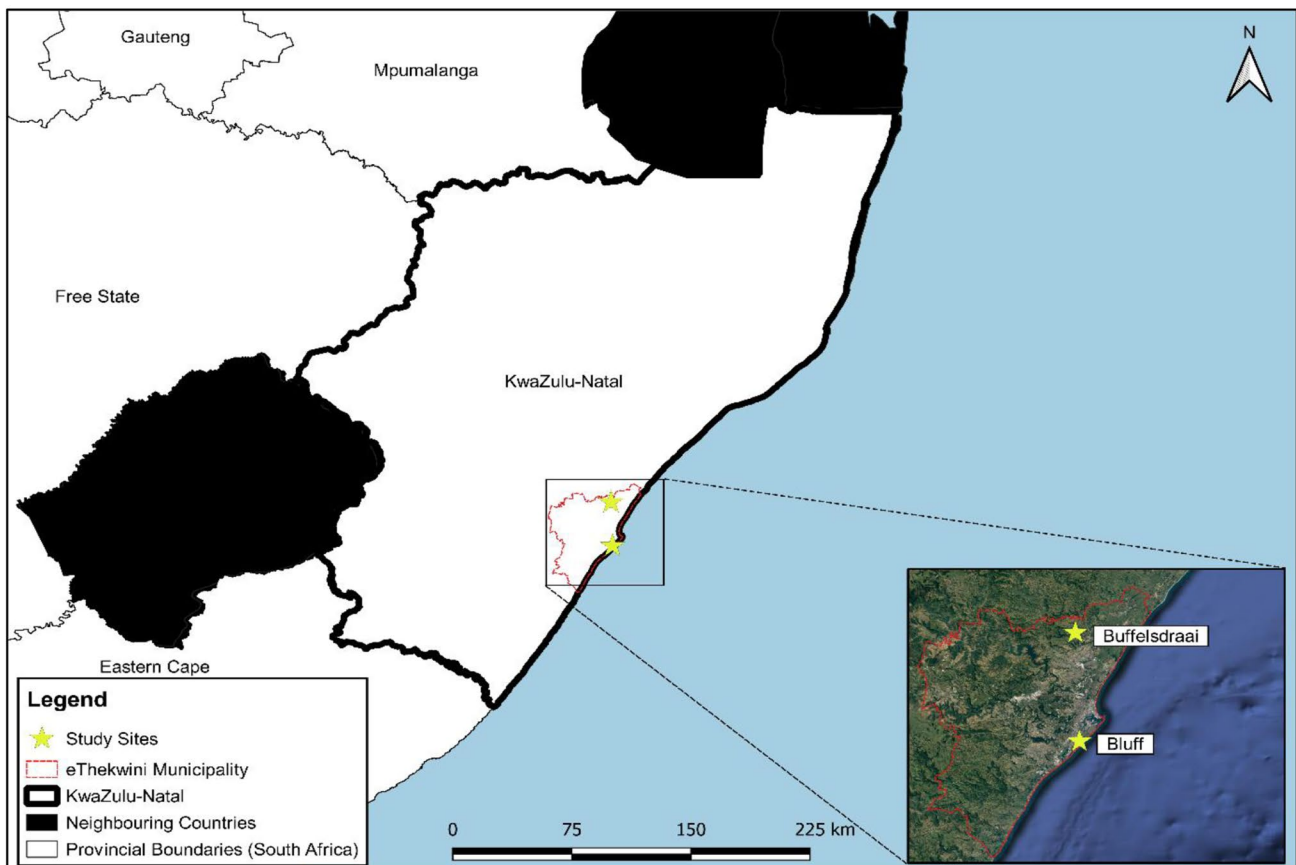 Gauteng
Mpumalanga
N
Free State
KwaZulu-Natal
Eastern Cape
Buffelsdraai
Bluff
Legend
Study Sites
eThekwini Municipality
KwaZulu-Natal
Neighbouring Countries
Provincial Boundaries (South Africa)
0 75 150 225 km